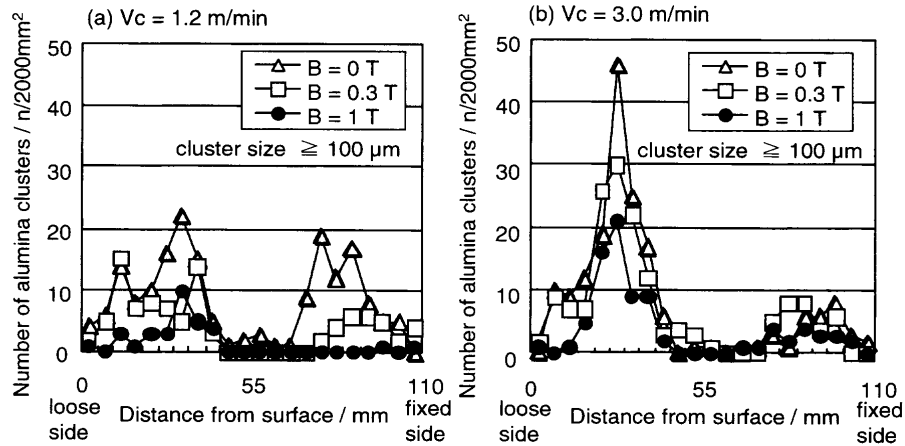 (a) Vc = 1.2 m/min
Number of alumina clusters / n/2000mm²
50
40
30
20
10
0
B = 0 T
B = 0.3 T
B = 1 T
cluster size ≧ 100 μm
0
55
110
loose side
Distance from surface / mm
fixed side
(b) Vc = 3.0 m/min
Number of alumina clusters / n/2000mm²
50
40
30
20
10
0
B = 0 T
B = 0.3 T
B = 1 T
cluster size ≧ 100 μm
0
55
110
loose side
Distance from surface / mm
fixed side